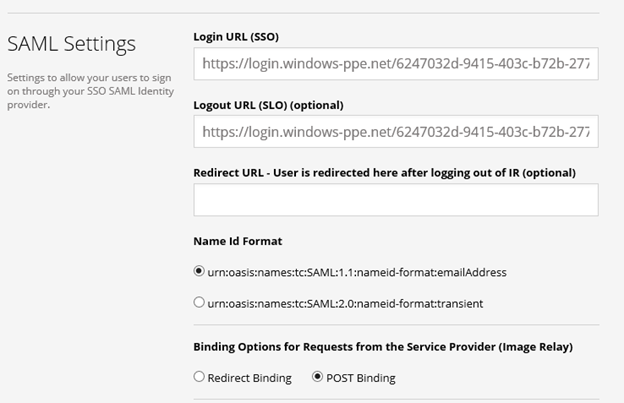 SAML Settings
Settings to allow your users to sign
on through your SSO SAML Identity
provider.
Login URL (SSO)
https://login.windows-ppe.net/6247032d-9415-403c-b72b-277
Logout URL (SLO) (optional)
https://login.windows-ppe.net/6247032d-9415-403c-b72b-277
Redirect URL - User is redirected here after logging out of IR (optional)
Name Id Format
urn:oasis:names:tc:SAML:1.1:nameid-format:emailAddress
urn:oasis:names:tc:SAML:2.0:nameid-format:transient
Binding Options for Requests from the Service Provider (Image Relay)
Redirect Binding POST Binding